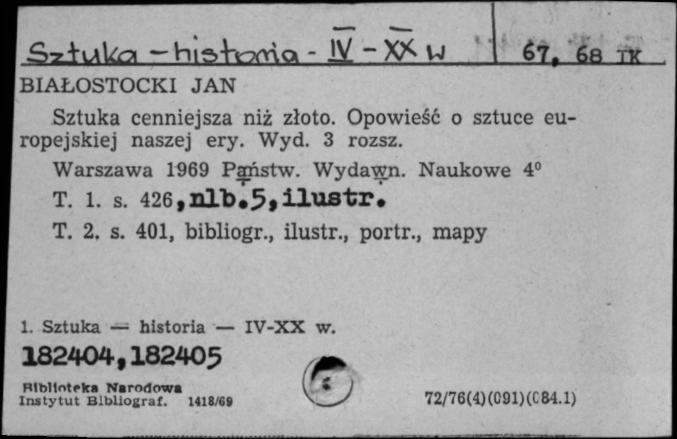 Sztuka - historia - IV - XX w 67, 68 TK
BIAŁOSTOCKI JAN
Sztuka cenniejsza niż złoto. Opowieść o sztuce eu-
ropejskiej naszej ery. Wyd. 3 rozsz.
Warszawa 1969 Państw. Wydawn. Naukowe 4⁰
T. 1. s. 426, nlb. 5, ilustr.
T. 2. s. 401, bibliogr., ilustr., portr., mapy
1. Sztuka — historia — IV-XX w.
182404, 182405
Biblioteka Narodowa
Instytut Bibliograf. 1418/69
72/76(4)(091)(084.1)